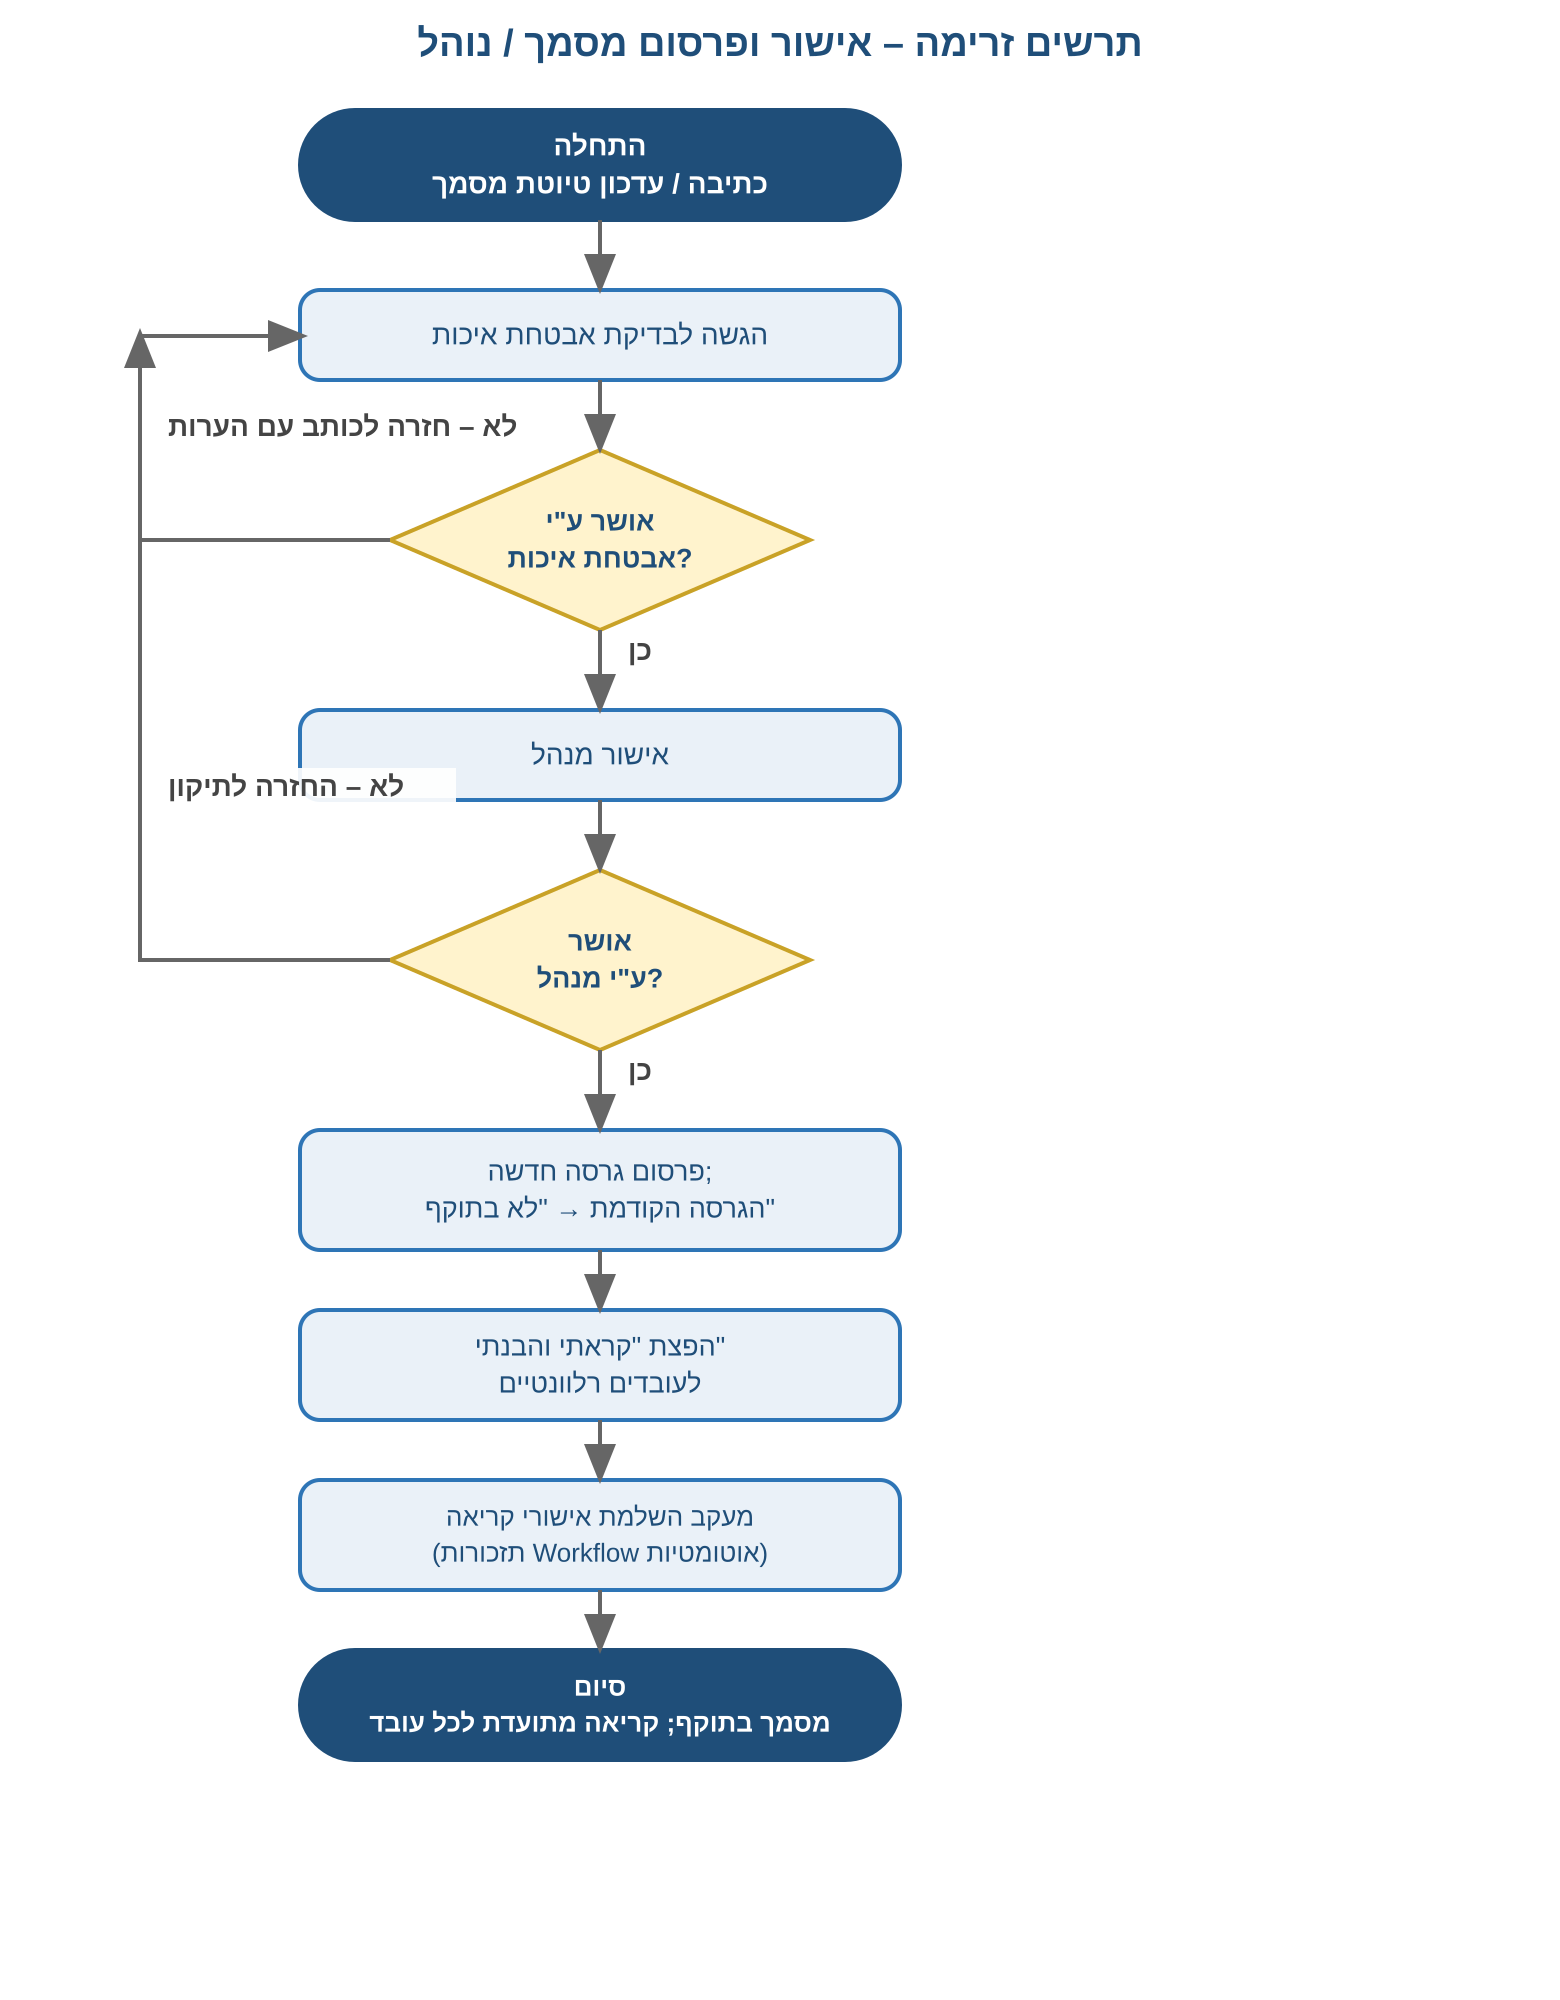 תרשים זרימה – אישור ופרסום מסמך / נוהל
התחלה
כתיבה / עדכון טיוטת מסמך
הגשה לבדיקת אבטחת איכות
לא – חזרה לכותב עם הערות
אושר ע"י
אבטחת איכות?
כן
אישור מנהל
לא – החזרה לתיקון
אושר
ע"י מנהל?
כן
פרסום גרסה חדשה;
הגרסה הקודמת → "לא בתוקף"
הפצת "קראתי והבנתי"
לעובדים רלוונטיים
מעקב השלמת אישורי קריאה
(תזכורות Workflow אוטומטיות)
סיום
מסמך בתוקף; קריאה מתועדת לכל עובד